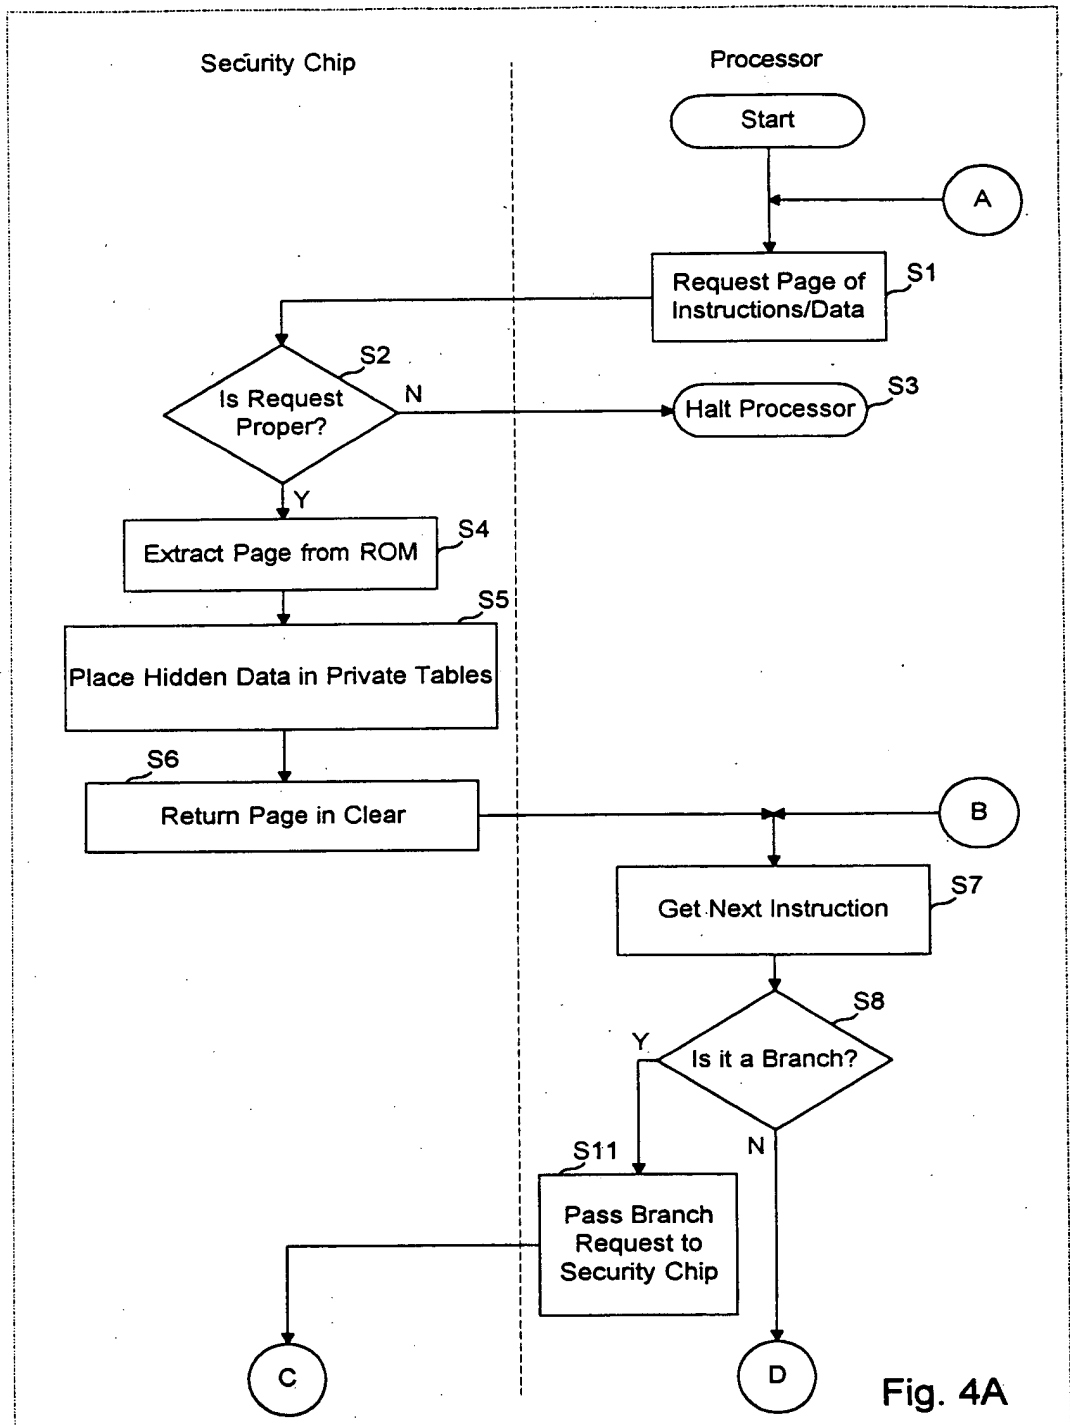 Security Chip
Processor
Start
A
Request Page of
Instructions/Data
S1
S2
Is Request
Proper?
N
Halt Processor
S3
Y
Extract Page from ROM
S4
S5
Place Hidden Data in Private Tables
S6
Return Page in Clear
B
Get Next Instruction
S7
S8
Is it a Branch?
Y
N
S11
Pass Branch
Request to
Security Chip
C
D
Fig. 4A